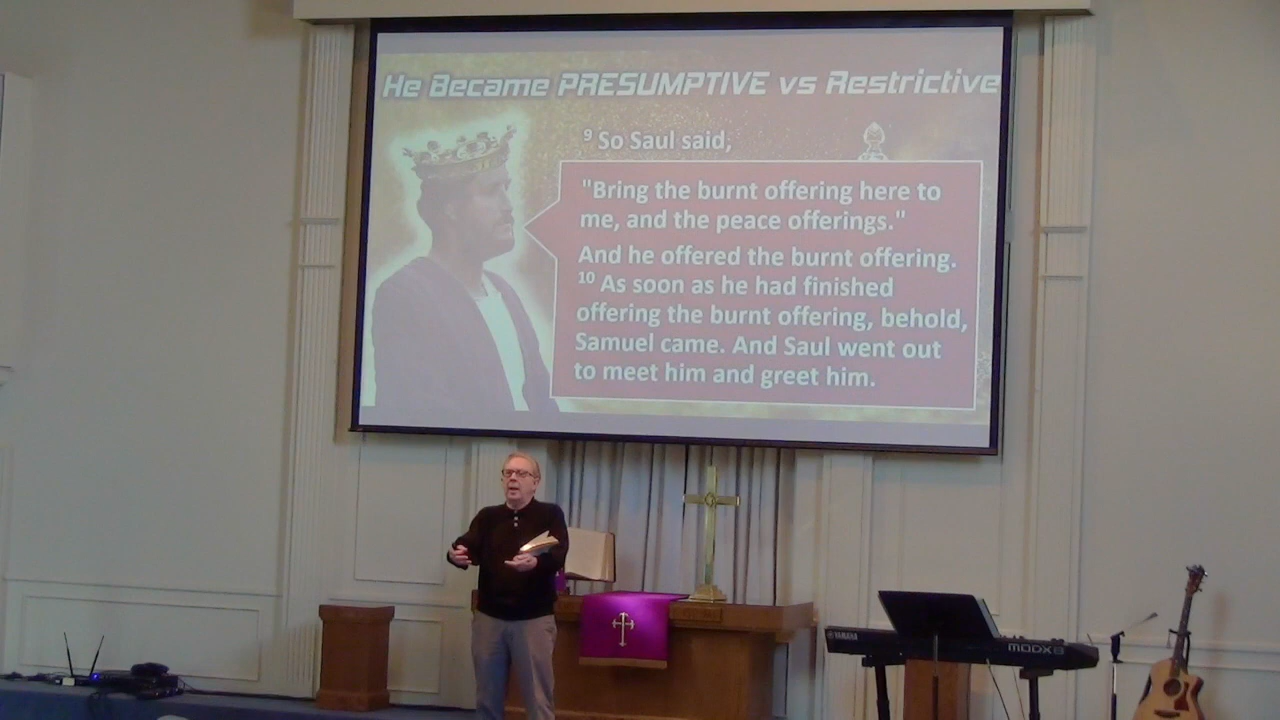 He Became PRESUMPTIVE vs Restrictive
⁹ So Saul said,
"Bring the burnt offering here to
me, and the peace offerings."
And he offered the burnt offering.
¹⁰ As soon as he had finished
offering the burnt offering, behold,
Samuel came. And Saul went out
to meet him and greet him.
YAMAHA
MODX8